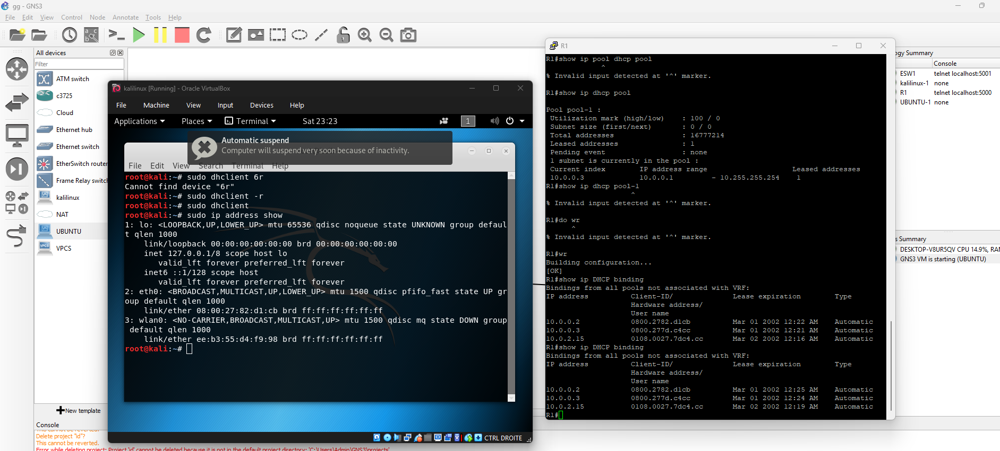 gg - GNS3
File Edit View Control Node Annotate Tools Help
All devices
Filter
ATM switch
c3725
Cloud
Ethernet hub
Ethernet switch
EtherSwitch router
Frame Relay switch
kalilinux
NAT
UBUNTU
VPCS
New template
Console
This cannot be reverted.
Delete project "id"?
This cannot be reverted.
Error while deleting project: Project 'id' cannot be deleted because it is not in the default project directory: 'C:\Users\Admin\GNS3\projects'
kalilinux [Running] - Oracle VirtualBox
File Machine View Input Devices Help
Applications Places Terminal Sat 23:23 1
Automatic suspend
Computer will suspend very soon because of inactivity.
File Edit View Search Terminal Help
root@kali:~# sudo dhclient 6r
Cannot find device "6r"
root@kali:~# sudo dhclient -r
root@kali:~# sudo dhclient
root@kali:~# sudo ip address show
1: lo: <LOOPBACK,UP,LOWER_UP> mtu 65536 qdisc noqueue state UNKNOWN group defaul
t qlen 1000
link/loopback 00:00:00:00:00:00 brd 00:00:00:00:00:00
inet 127.0.0.1/8 scope host lo
valid_lft forever preferred_lft forever
inet6 ::1/128 scope host
valid_lft forever preferred_lft forever
2: eth0: <BROADCAST,MULTICAST,UP,LOWER_UP> mtu 1500 qdisc pfifo_fast state UP gr
oup default qlen 1000
link/ether 08:00:27:82:d1:cb brd ff:ff:ff:ff:ff:ff
3: wlan0: <NO-CARRIER,BROADCAST,MULTICAST,UP> mtu 1500 qdisc mq state DOWN group
default qlen 1000
link/ether ee:b3:55:d4:f9:98 brd ff:ff:ff:ff:ff:ff
root@kali:~#
CTRL DROITE
R1
R1#show ip pool dhcp pool
^
% Invalid input detected at '^' marker.
R1#show ip dhcp pool
Pool pool-1 :
Utilization mark (high/low) : 100 / 0
Subnet size (first/next) : 0 / 0
Total addresses : 16777214
Leased addresses : 1
Pending event : none
1 subnet is currently in the pool :
Current index IP address range Leased addresses
10.0.0.3 10.0.0.1 - 10.255.255.254 1
R1#show ip dhcp pool-1
^
% Invalid input detected at '^' marker.
R1#do wr
^
% Invalid input detected at '^' marker.
R1#wr
Building configuration...
[OK]
R1#show ip DHCP binding
Bindings from all pools not associated with VRF:
IP address Client-ID/ Lease expiration Type
Hardware address/
User name
10.0.0.2 0800.2782.d1cb Mar 01 2002 12:22 AM Automatic
10.0.0.3 0800.277d.c4cc Mar 01 2002 12:21 AM Automatic
10.0.2.15 0108.0027.7dc4.cc Mar 02 2002 12:16 AM Automatic
R1#show ip DHCP binding
Bindings from all pools not associated with VRF:
IP address Client-ID/ Lease expiration Type
Hardware address/
User name
10.0.0.2 0800.2782.d1cb Mar 01 2002 12:25 AM Automatic
10.0.0.3 0800.277d.c4cc Mar 01 2002 12:24 AM Automatic
10.0.2.15 0108.0027.7dc4.cc Mar 02 2002 12:19 AM Automatic
R1#
ogy Summary
Console
ESW1 telnet localhost:5001
kalilinux-1 none
R1 telnet localhost:5000
UBUNTU-1 none
s Summary
DESKTOP-V8UR5QV CPU 14.9%, RAM
GNS3 VM is starting (UBUNTU)